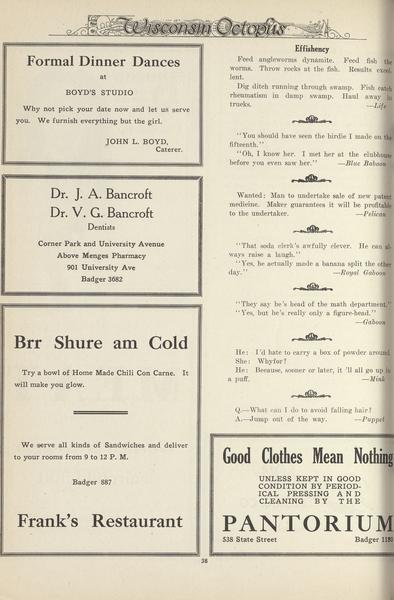 Wisconsin Octopus
Formal Dinner Dances
at
BOYD'S STUDIO
Why not pick your date now and let us serve
you. We furnish everything but the girl.
JOHN L. BOYD,
Caterer.
Dr. J. A. Bancroft
Dr. V. G. Bancroft
Dentists
Corner Park and University Avenue
Above Menges Pharmacy
901 University Ave
Badger 3682
Brr Shure am Cold
Try a bowl of Home Made Chili Con Carne. It
will make you glow.
We serve all kinds of Sandwiches and deliver
to your rooms from 9 to 12 P. M.
Badger 887
Frank's Restaurant
Effishency
Feed angleworms dynamite. Feed fish the
worms. Throw rocks at the fish. Results excel-
lent.
Dig ditch running through swamp. Fish catch
rheumatism in damp swamp. Haul away in
trucks. —Life
"You should have seen the birdie I made on the
fifteenth."
"Oh, I know her. I met her at the clubhouse
before you even saw her." —Blue Baboon
Wanted: Man to undertake sale of new patent
medicine. Maker guarantees it will be profitable
to the undertaker. —Pelican
"That soda clerk's awfully clever. He can al-
ways raise a laugh."
"Yes, he actually made a banana split the other
day." —Royal Gaboon
"They say he's head of the math department."
"Yes, but he's really only a figure-head."
—Gaboon
He: I'd hate to carry a box of powder around.
She: Whyfor?
He: Because, sooner or later, it'll all go up in
a puff. —Mink
Q.—What can I do to avoid falling hair?
A.—Jump out of the way. —Puppet
Good Clothes Mean Nothing
UNLESS KEPT IN GOOD
CONDITION BY PERIOD-
ICAL PRESSING AND
CLEANING BY THE
PANTORIUM
538 State Street Badger 1180
38